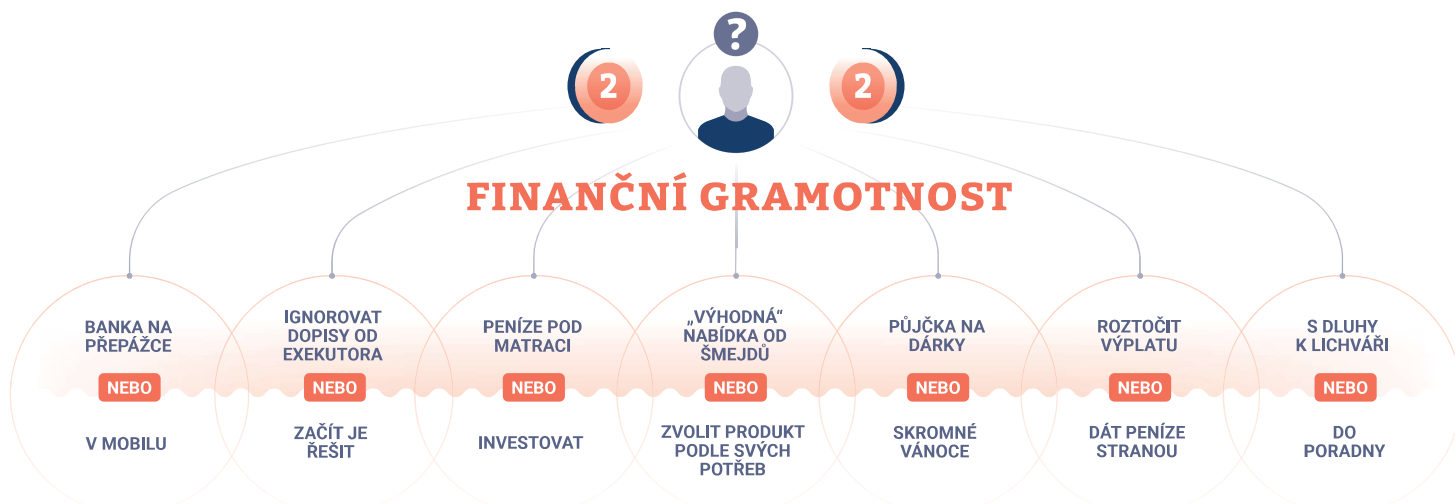 ?
2
2
FINANČNÍ GRAMOTNOST
BANKA NA
PŘEPÁŽCE
NEBO
V MOBILU
IGNOROVAT
DOPISY OD
EXEKUTORA
NEBO
ZAČÍT JE
ŘEŠIT
PENÍZE POD
MATRACI
NEBO
INVESTOVAT
„VÝHODNÁ“
NABÍDKA OD
ŠMEJDŮ
NEBO
ZVOLIT PRODUKT
PODLE SVÝCH
POTŘEB
PŮJČKA NA
DÁRKY
NEBO
SKROMNÉ
VÁNOCE
ROZTOČIT
VÝPLATU
NEBO
DÁT PENÍZE
STRANOU
S DLUHY
K LICHVÁŘI
NEBO
DO
PORADNY